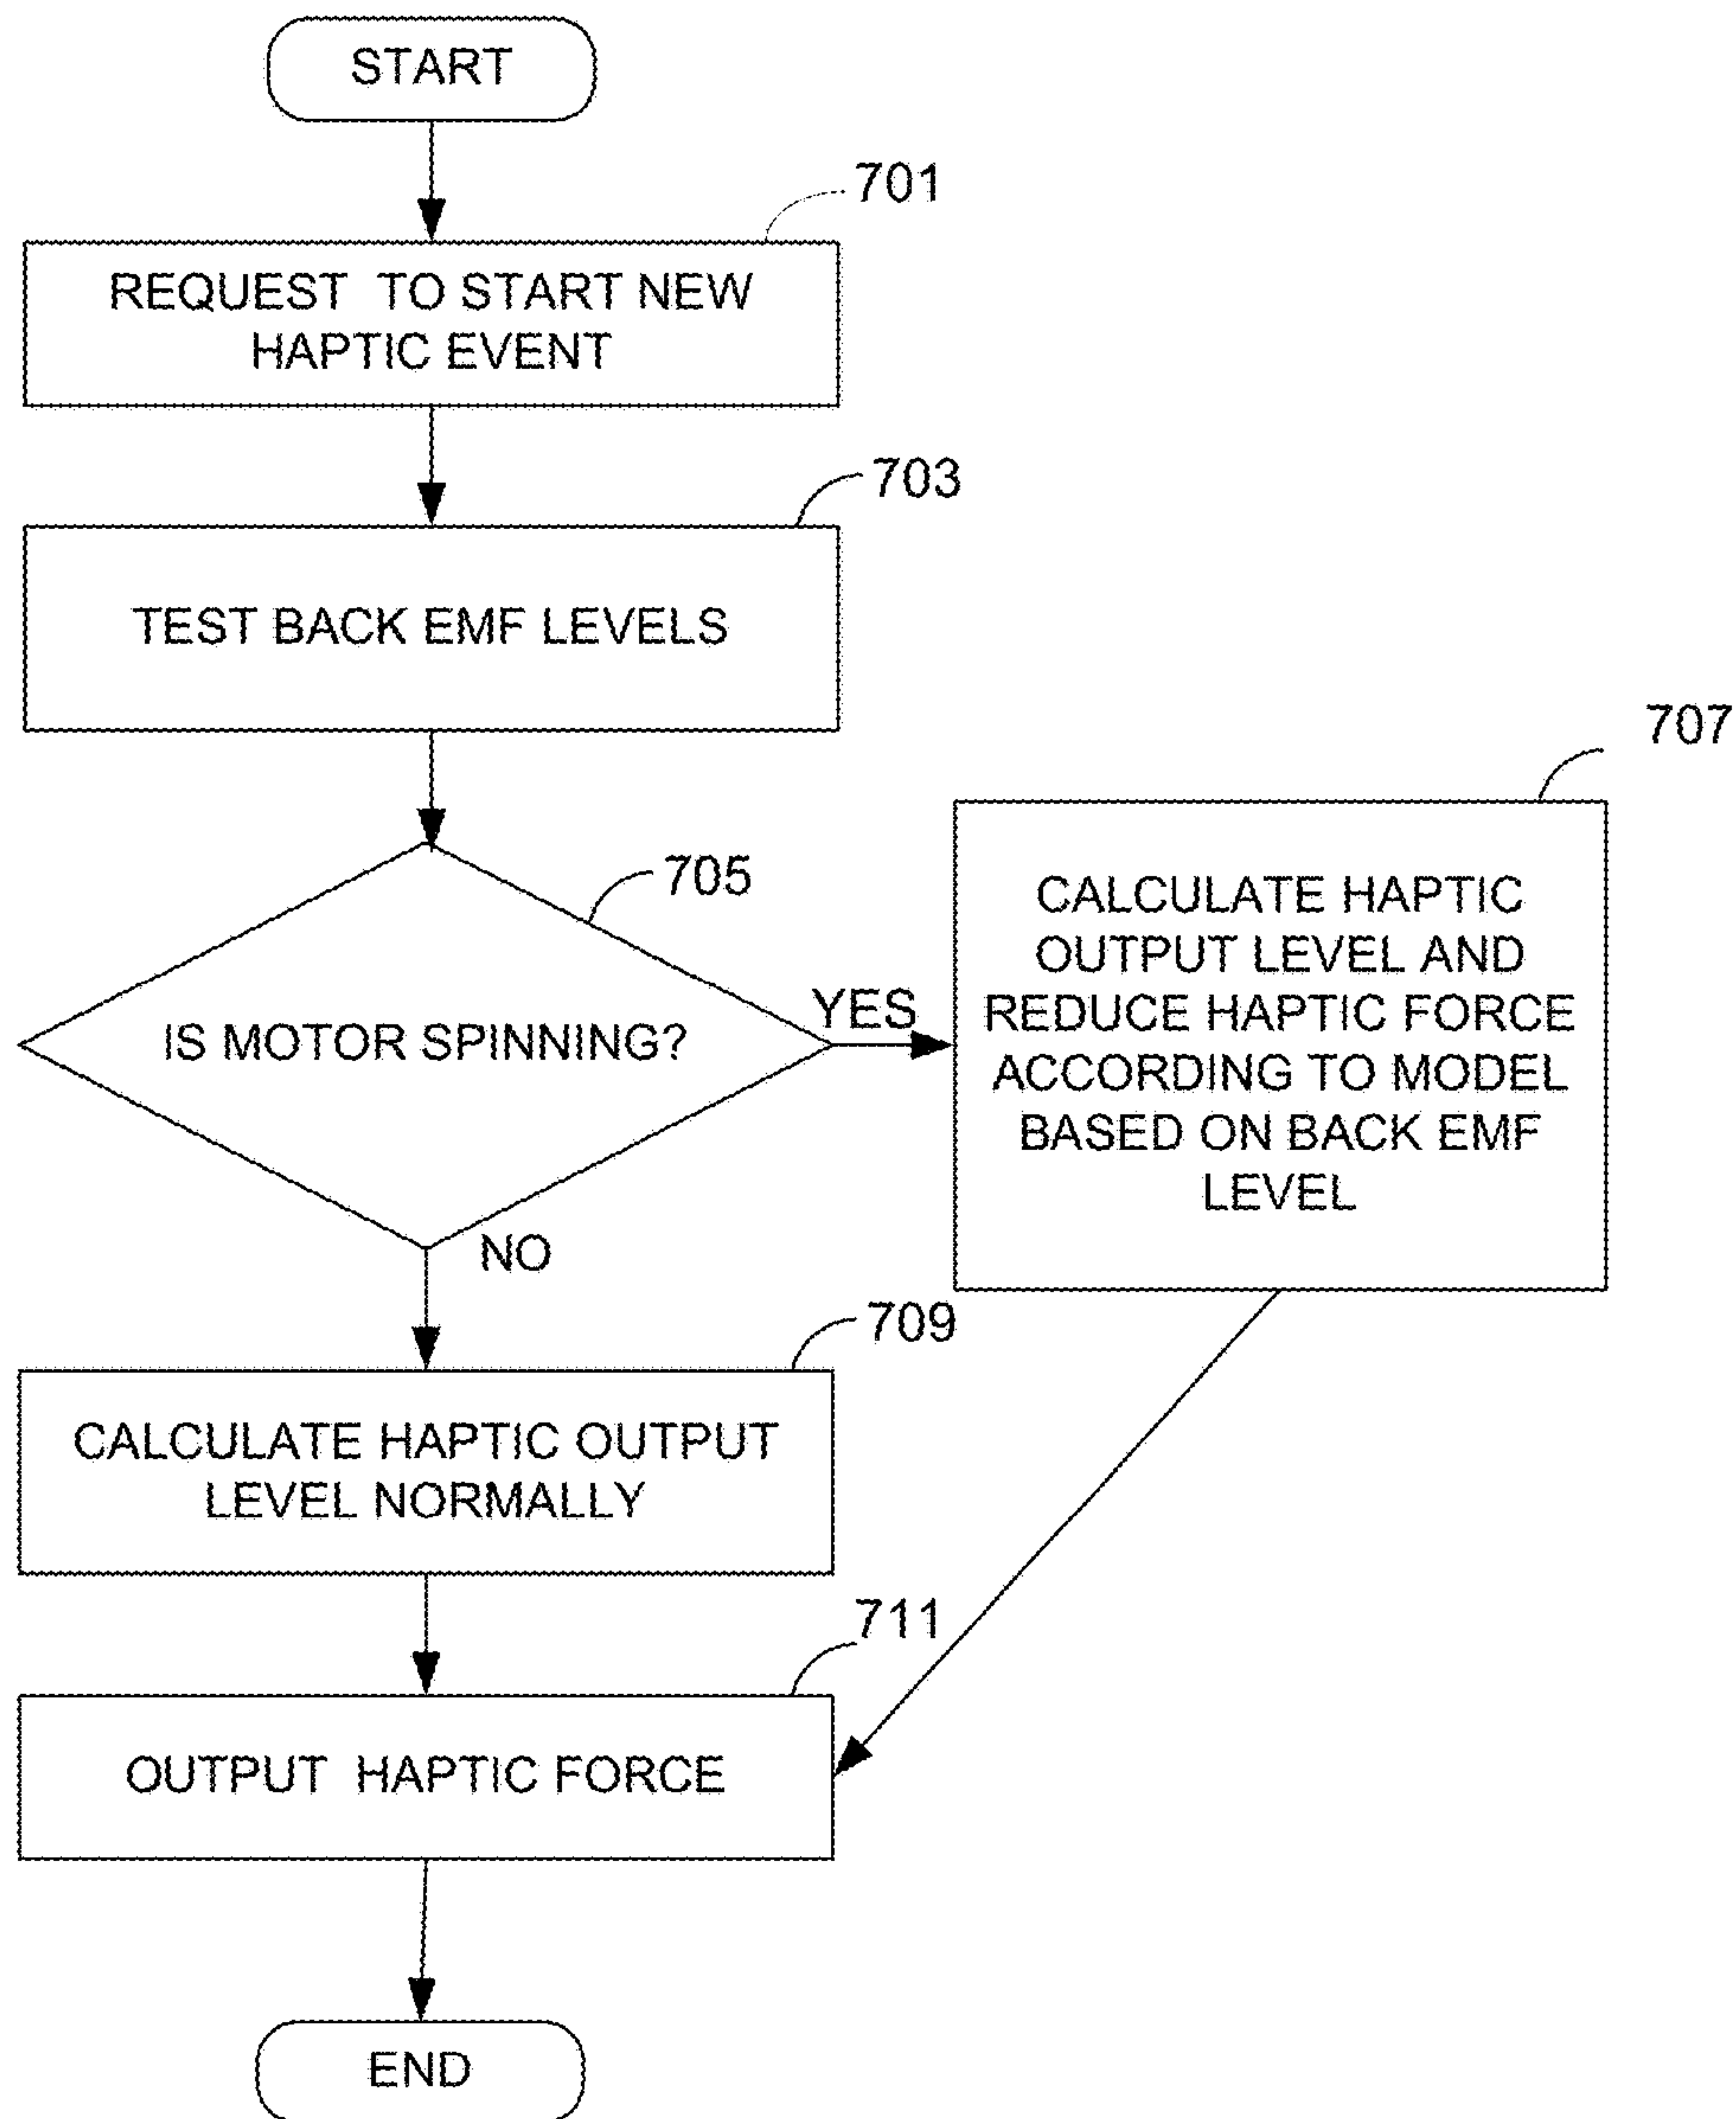 START
701
REQUEST TO START NEW
HAPTIC EVENT
703
TEST BACK EMF LEVELS
705
IS MOTOR SPINNING?
YES
NO
707
CALCULATE HAPTIC
OUTPUT LEVEL AND
REDUCE HAPTIC FORCE
ACCORDING TO MODEL
BASED ON BACK EMF
LEVEL
709
CALCULATE HAPTIC OUTPUT
LEVEL NORMALLY
711
OUTPUT HAPTIC FORCE
END